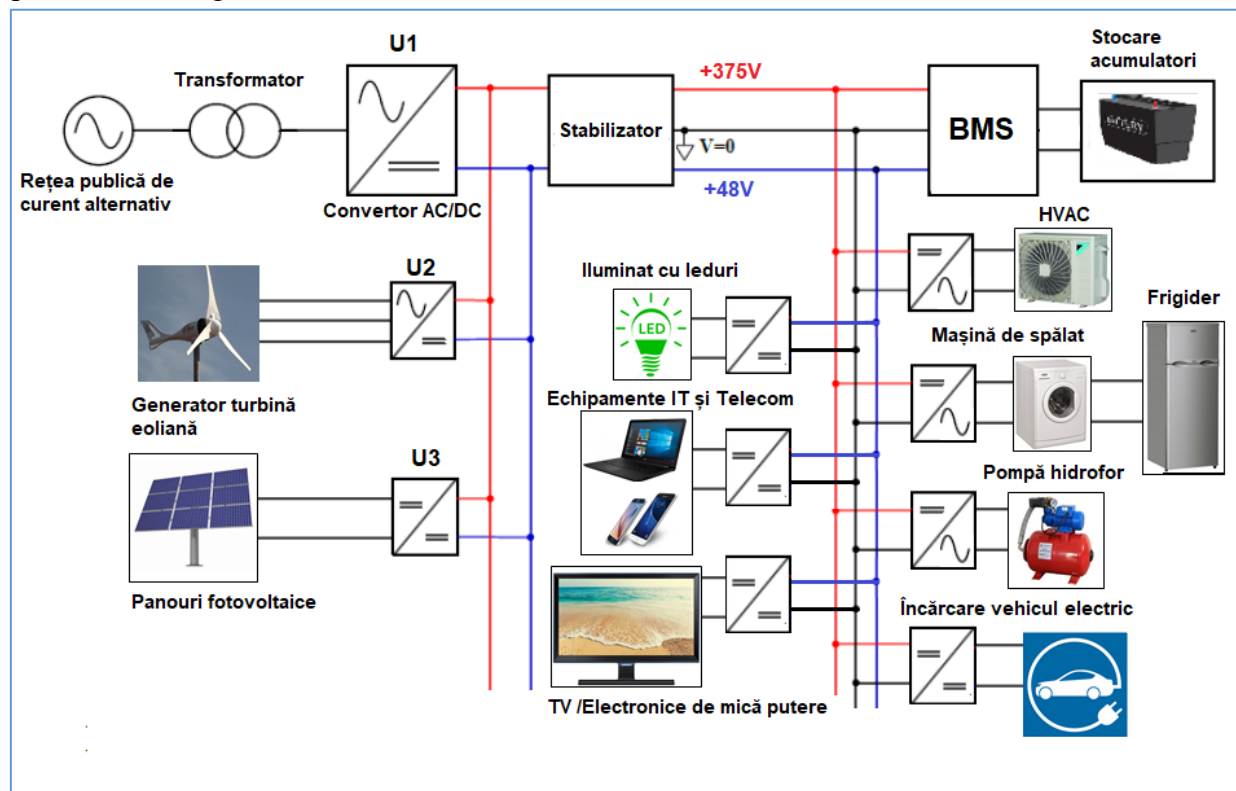 U1
Transformator
Stabilizator
+375V
V=0
+48V
BMS
Stocare
acumulatori
Rețea publică de
curent alternativ
Convertor AC/DC
HVAC
U2
Iluminat cu leduri
LED
Frigider
Mașină de spălat
Generator turbină
eoliană
Echipamente IT și Telecom
U3
Pompă hidrofor
Panouri fotovoltaice
Încărcare vehicul electric
TV /Electronice de mică putere